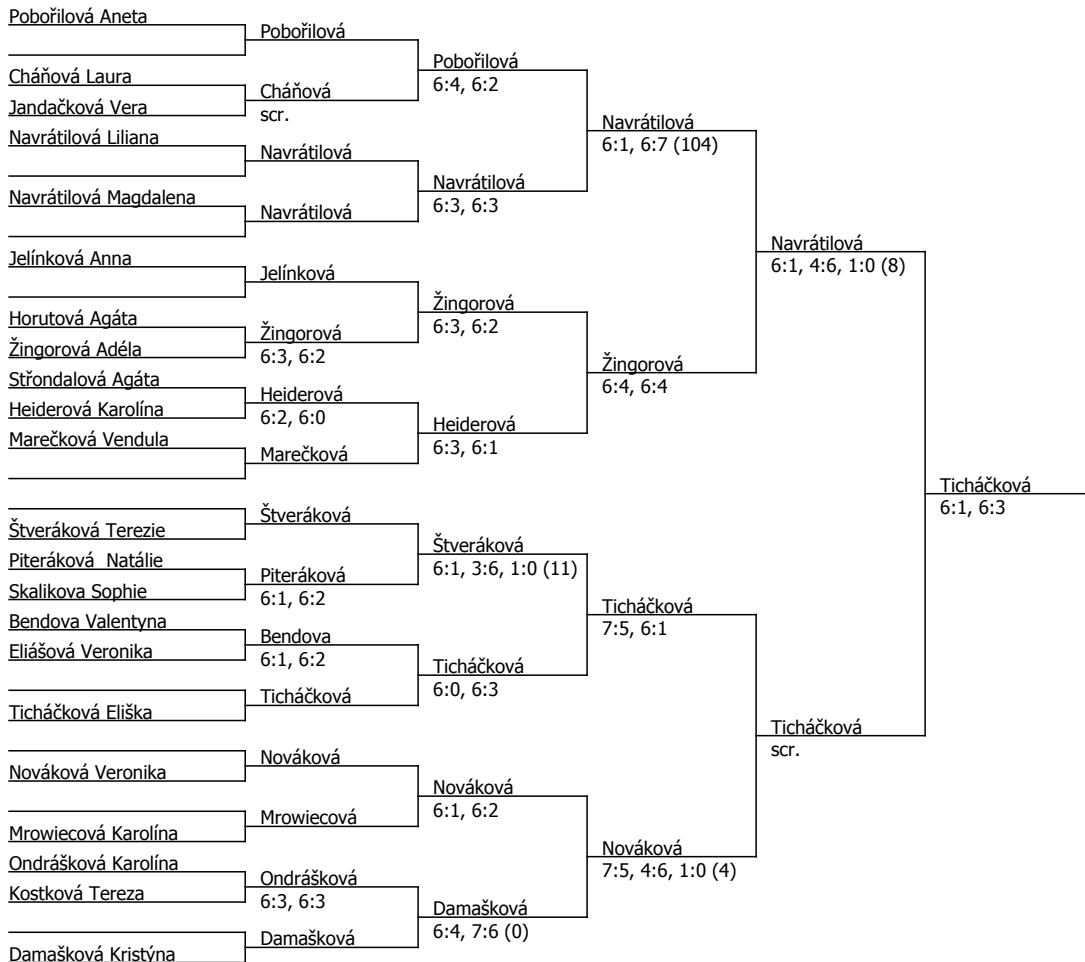 Pobořilová Aneta
Pobořilová
Pobořilová
6:4, 6:2
Cháňová Laura
Cháňová
scr.
Jandačková Vera
Navrátilová
6:1, 6:7 (104)
Navrátilová Liliana
Navrátilová
Navrátilová
6:3, 6:3
Navrátilová Magdalena
Navrátilová
Navrátilová
6:1, 4:6, 1:0 (8)
Jelínková Anna
Jelínková
Žingorová
6:3, 6:2
Horutová Agáta
Žingorová
6:3, 6:2
Žingorová Adéla
Žingorová
6:4, 6:4
Střondalová Agáta
Heiderová
6:2, 6:0
Heiderová Karolína
Heiderová
6:3, 6:1
Marečková Vendula
Marečková
Ticháčková
6:1, 6:3
Štveráková
Štveráková Terezie
Štveráková
6:1, 3:6, 1:0 (11)
Piteráková  Natálie
Piteráková
6:1, 6:2
Skalikova Sophie
Ticháčková
7:5, 6:1
Bendova Valentyna
Bendova
6:1, 6:2
Eliášová Veronika
Ticháčková
6:0, 6:3
Ticháčková
Ticháčková Eliška
Ticháčková
scr.
Nováková
Nováková Veronika
Nováková
6:1, 6:2
Mrowiecová
Mrowiecová Karolína
Nováková
7:5, 4:6, 1:0 (4)
Ondrášková Karolína
Ondrášková
6:3, 6:3
Kostková Tereza
Damašková
6:4, 7:6 (0)
Damašková
Damašková Kristýna